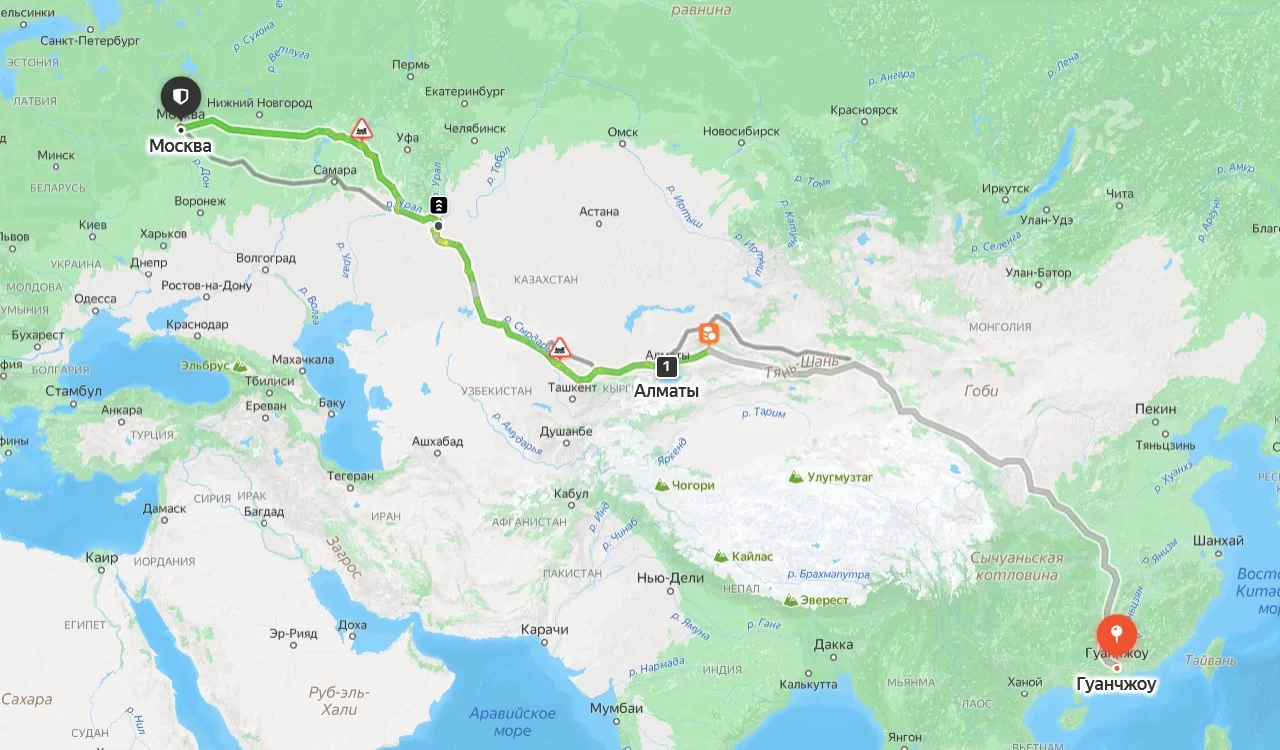 равнина
ельсинки
Санкт-Петербург
р. Сухона
р. Ветлуга
ЭСТОНИЯ
Пермь
р. Ангара
р. Лена
Екатеринбург
ЛАТВИЯ
Нижний Новгород
Москва
Красноярск
Челябинск
Уфа
Омск
Новосибирск
Москва
Минск
р. Дон
Самара
р. Урал
р. Тобол
р. Томь
р. Амур
БЕЛАРУСЬ
Воронеж
р. Урал
р. Иртыш
р. Катунь
Иркутск
Чита
Улан-Удэ
р. Аргунь
Астана
Киев
Львов
Харьков
р. Селенга
Благо
УКРАИНА
Днепр
Волгоград
р. Урал
р. Иртыш
Улан-Батор
МОЛДОВА
КАЗАХСТАН
Ростов-на-Дону
Одесса
р. Волга
УМЫНИЯ
Бухарест
Краснодар
р. Сырдарья
МОНГОЛИЯ
Эльбрус
Махачкала
Алматы
1
Тянь-Шань
фия
БОЛГАРИЯ
Тбилиси
Стамбул
УЗБЕКИСТАН
Ташкент
КЫРГ
Алматы
Гоби
Анкара
Ереван
Баку
р. Амударья
р. Тарим
Пекин
ТУРЦИЯ
Ашхабад
Душанбе
Тяньцзинь
фины
Яркенд
Тегеран
Чогори
Улугмузтаг
р. Хуанхэ
СИРИЯ
ИРАК
Кабул
Дамаск
Багдад
ИРАН
АФГАНИСТАН
р. Инд
р. Чинаб
Загрос
Каир
ИОРДАНИЯ
Кайлас
Сычуаньская
котловина
р. Янцзы
Шанхай
ПАКИСТАН
Нью-Дели
НЕПАЛ
р. Брахмапутра
Эверест
Восто
Китай
мор
ЕГИПЕТ
Эр-Рияд
Доха
Карачи
р. Ямуна
р. Ганг
Дакка
Гуанчжоу
Тайвань
Сахара
Руб-эль-
Хали
р. Нармада
ИНДИЯ
Калькутта
МЬЯНМА
Ханой
Гуанчжоу
р. Нил
Аравийское
море
Мумбаи
ЛАОС
СУДАН
Янгон
ВЬЕТНАМ